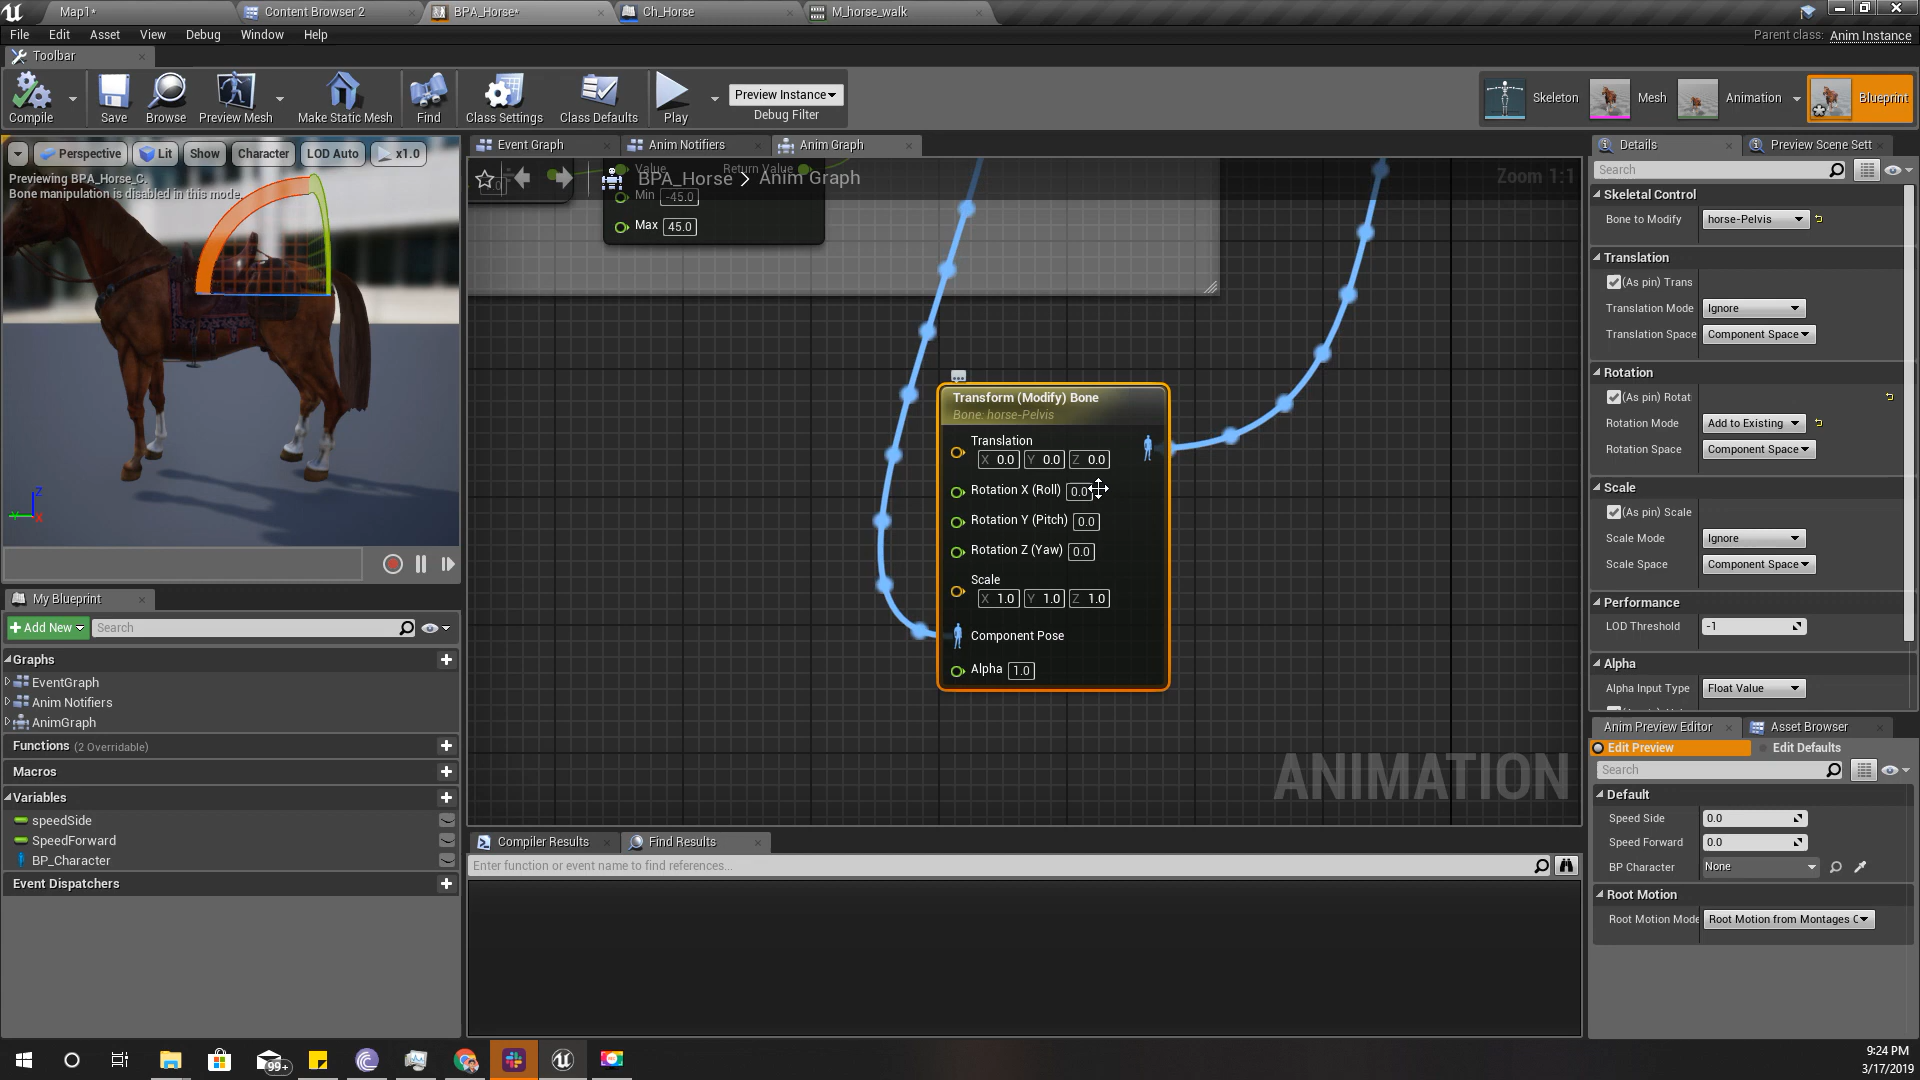 Map1*
Content Browser 2
BPA_Horse*
Ch_Horse
M_horse_walk
File Edit Asset View Debug Window Help
Parent class: Anim Instance
Toolbar
Compile
Save
Browse
Preview Mesh
Make Static Mesh
Find
Class Settings
Class Defaults
Play
Preview Instance
Debug Filter
Skeleton
Mesh
Animation
Blueprint
Perspective Lit Show Character LOD Auto x1.0
Previewing BPA_Horse_C.
Bone manipulation is disabled in this mode.
Z
Y
X
My Blueprint
Add New Search
Graphs
EventGraph
Anim Notifiers
AnimGraph
Functions (2 Overridable)
Macros
Variables
speedSide
SpeedForward
BP_Character
Event Dispatchers
Event Graph
Anim Notifiers
Anim Graph
Value Return Value
BPA_Horse > Anim Graph
Zoom 1:1
Min -45.0
Max 45.0
Transform (Modify) Bone
Bone: horse-Pelvis
Translation
X 0.0 Y 0.0 Z 0.0
Rotation X (Roll) 0.0
Rotation Y (Pitch) 0.0
Rotation Z (Yaw) 0.0
Scale
X 1.0 Y 1.0 Z 1.0
Component Pose
Alpha 1.0
ANIMATION
Compiler Results
Find Results
Enter function or event name to find references...
Details
Preview Scene Sett
Search
Skeletal Control
Bone to Modify horse-Pelvis
Translation
(As pin) Trans
Translation Mode Ignore
Translation Space Component Space
Rotation
(As pin) Rotat
Rotation Mode Add to Existing
Rotation Space Component Space
Scale
(As pin) Scale
Scale Mode Ignore
Scale Space Component Space
Performance
LOD Threshold -1
Alpha
Alpha Input Type Float Value
Anim Preview Editor
Asset Browser
Edit Preview
Edit Defaults
Search
Default
Speed Side 0.0
Speed Forward 0.0
BP Character None
Root Motion
Root Motion Mode Root Motion from Montages
99+
9:24 PM
3/17/2019